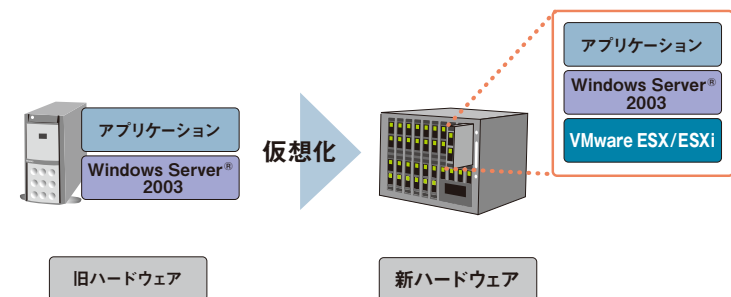 アプリケーション
Windows Server®
2003
仮想化
アプリケーション
Windows Server®
2003
VMware ESX/ESXi
旧ハードウェア
新ハードウェア